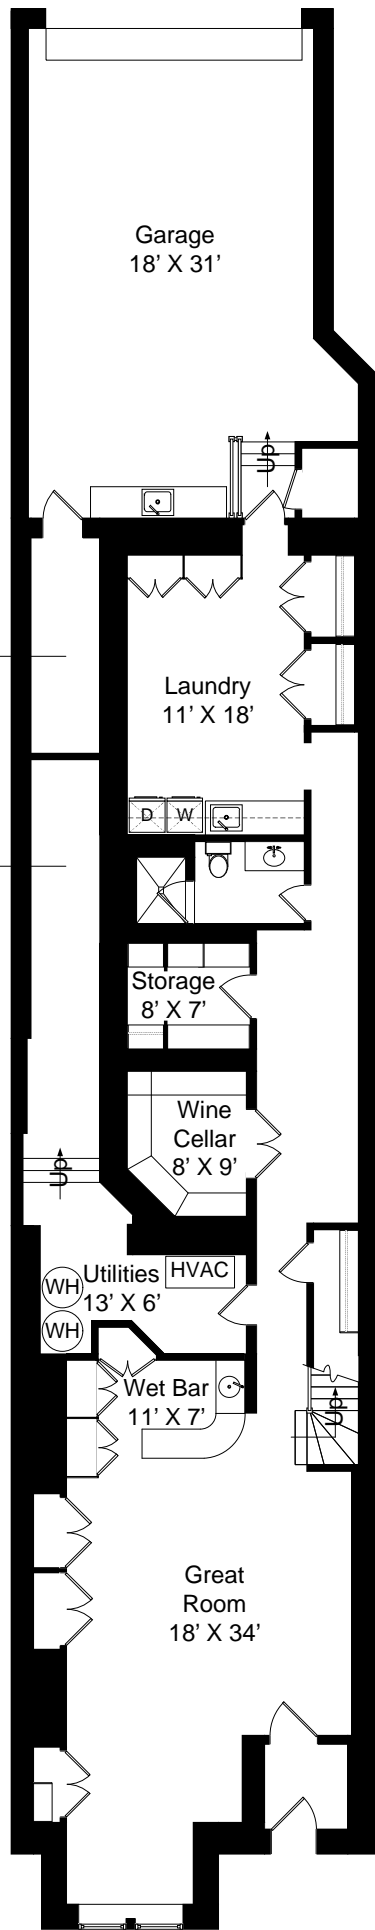 Garage
18’ X 31’
Up
Laundry
11’ X 18’
D
W
Storage
8’ X 7’
Wine
Cellar
8’ X 9’
Up
WH
Utilities
HVAC
13’ X 6’
WH
Wet Bar
11’ X 7’
Up
Great
Room
18’ X 34’